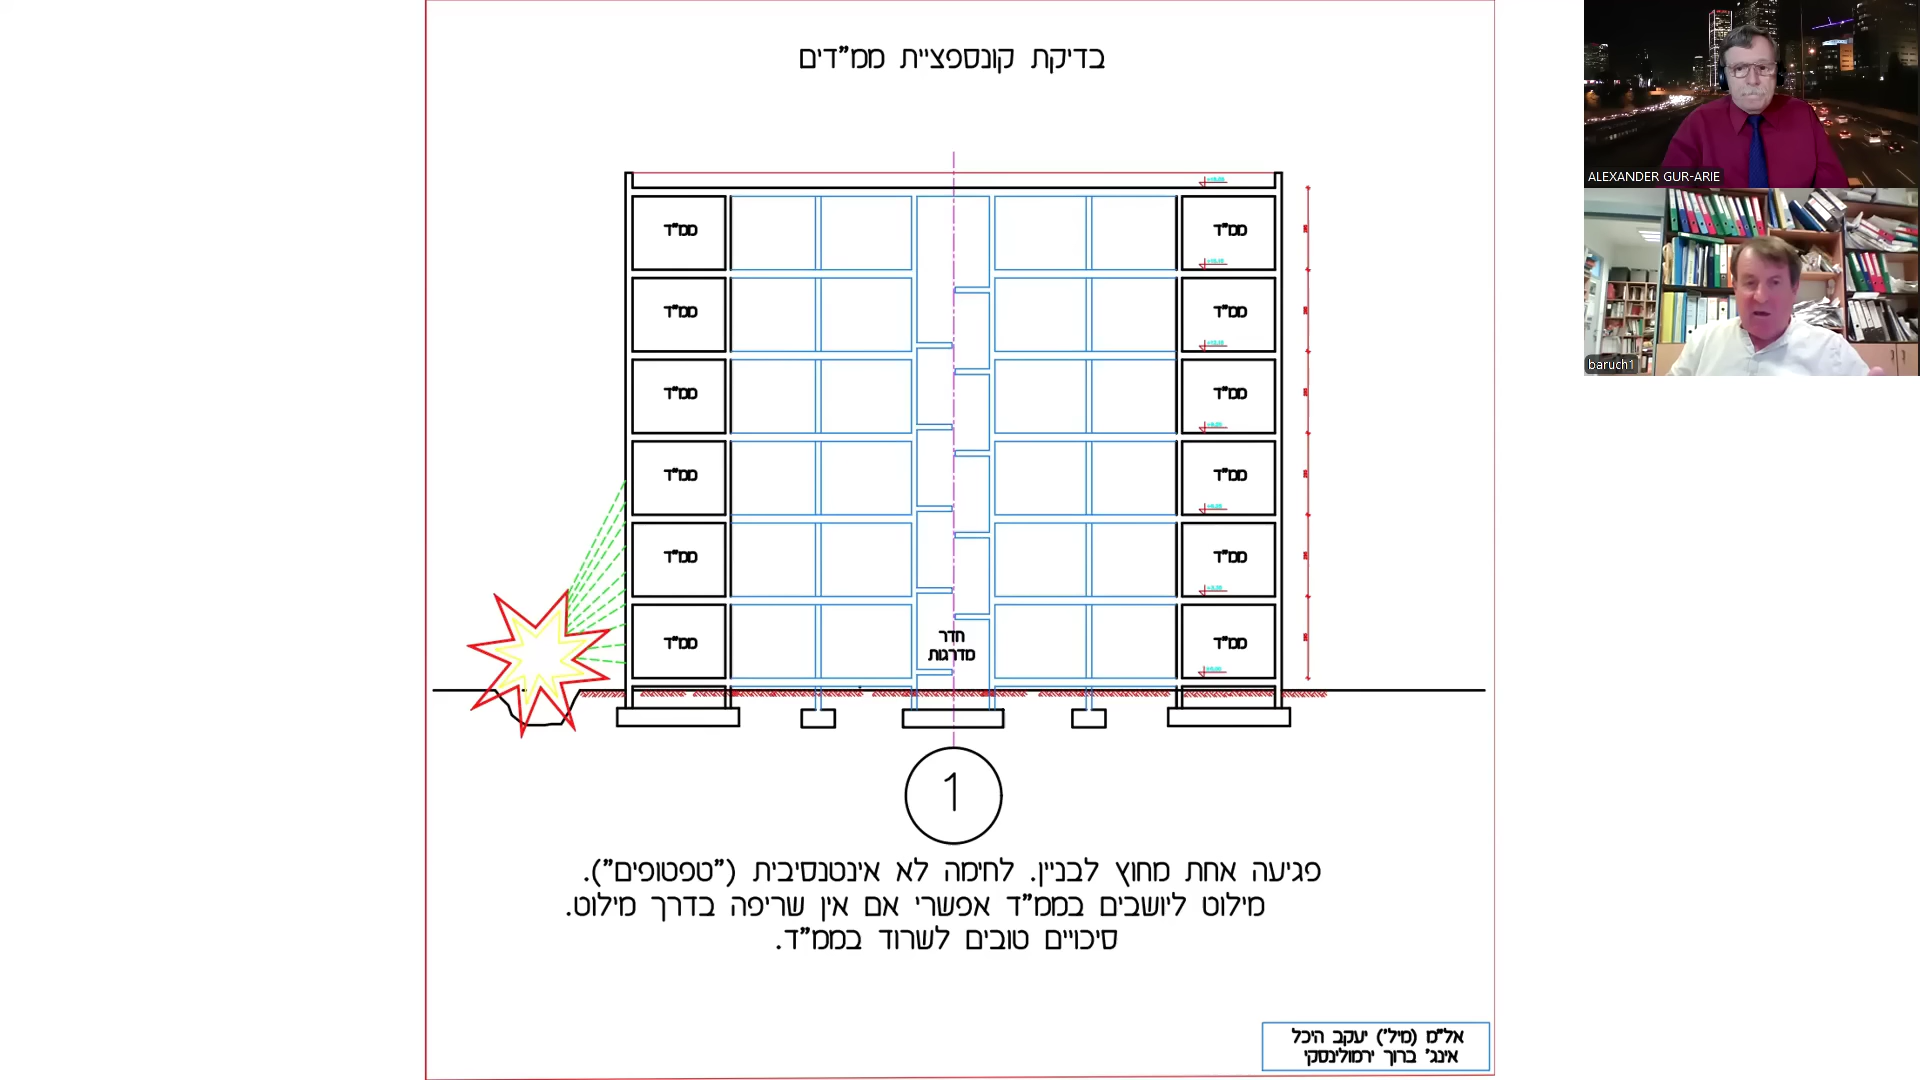 בדיקת קונספציית ממ"דים
ALEXANDER GUR-ARIE
baruch1
ממ"ד
ממ"ד
ממ"ד
ממ"ד
ממ"ד
ממ"ד
ממ"ד
ממ"ד
ממ"ד
ממ"ד
ממ"ד
חדר
מדרגות
ממ"ד
1
פגיעה אחת מחוץ לבניין. לחימה לא אינטנסיבית ("טפטופים").
מילוט ליושבים בממ"ד אפשרי אם אין שריפה בדרך מילוט.
סיכויים טובים לשרוד בממ"ד.
אל"מ (מיל') יעקב היכל
אינג' ברוך ירמולינסקי